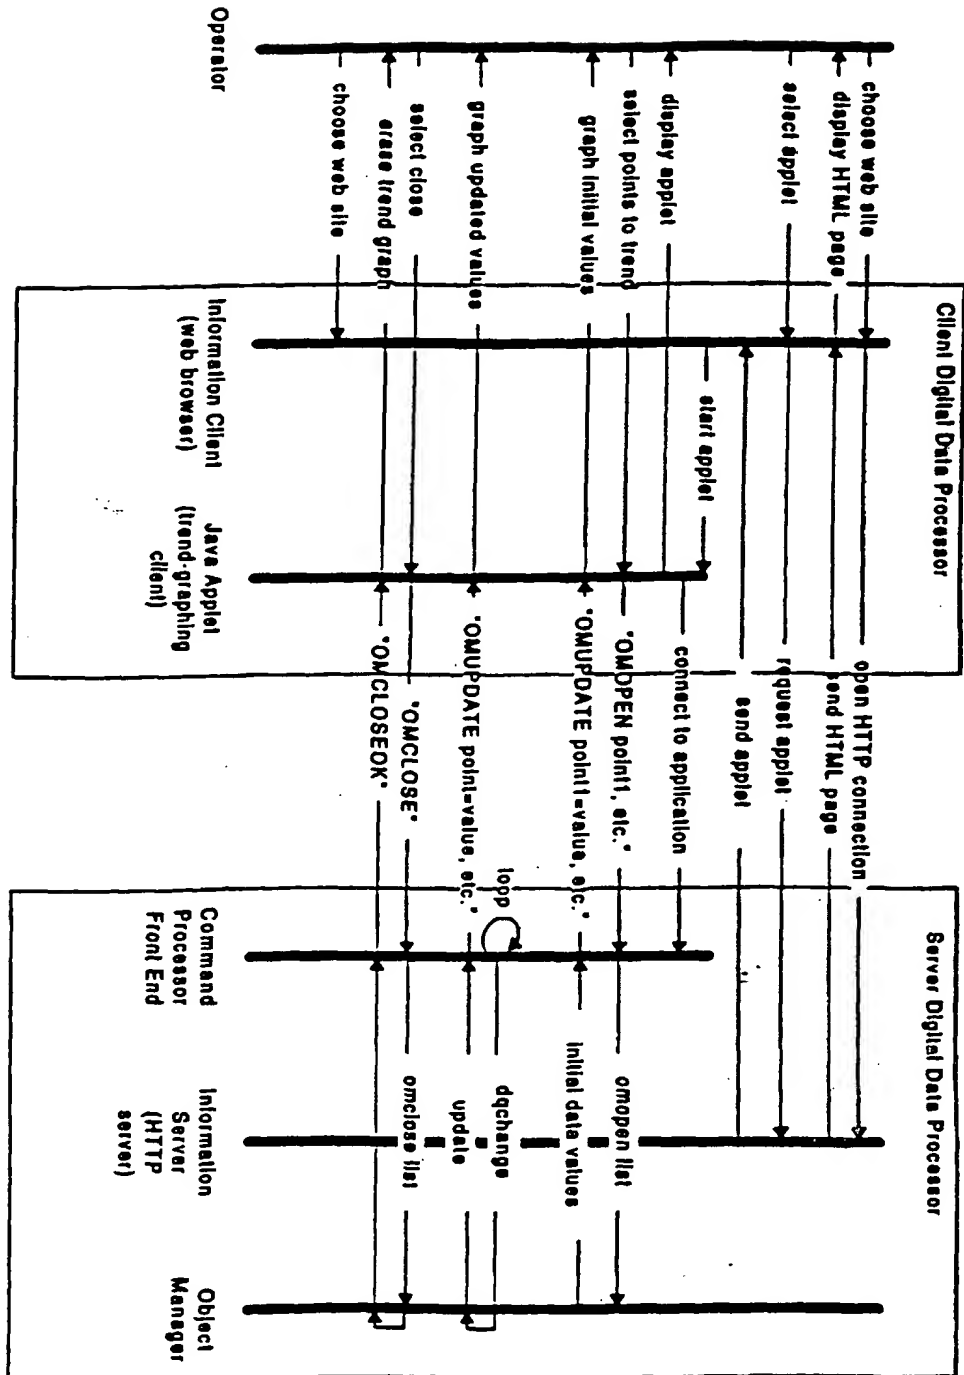 Client Digital Data Processor
Server Digital Data Processor
choose web site
open HTTP connection
display HTML page
send HTML page
select applet
request applet
send applet
start applet
connect to application
display applet
select points to trend
"OMOPEN point1, etc."
omopen list
graph initial values
"OMUPDATE point1=value, etc."
initial data values
loop
dqchange
graph updated values
"OMUPDATE point=value, etc."
update
select close
"OMCLOSE"
omclose list
erase trend graph
"OMCLOSEOK"
choose web site
Operator
Information Client
(web browser)
Java Applet
(trend-graphing
client)
Command
Processor
Front End
Information
Server
(HTTP
server)
Object
Manager